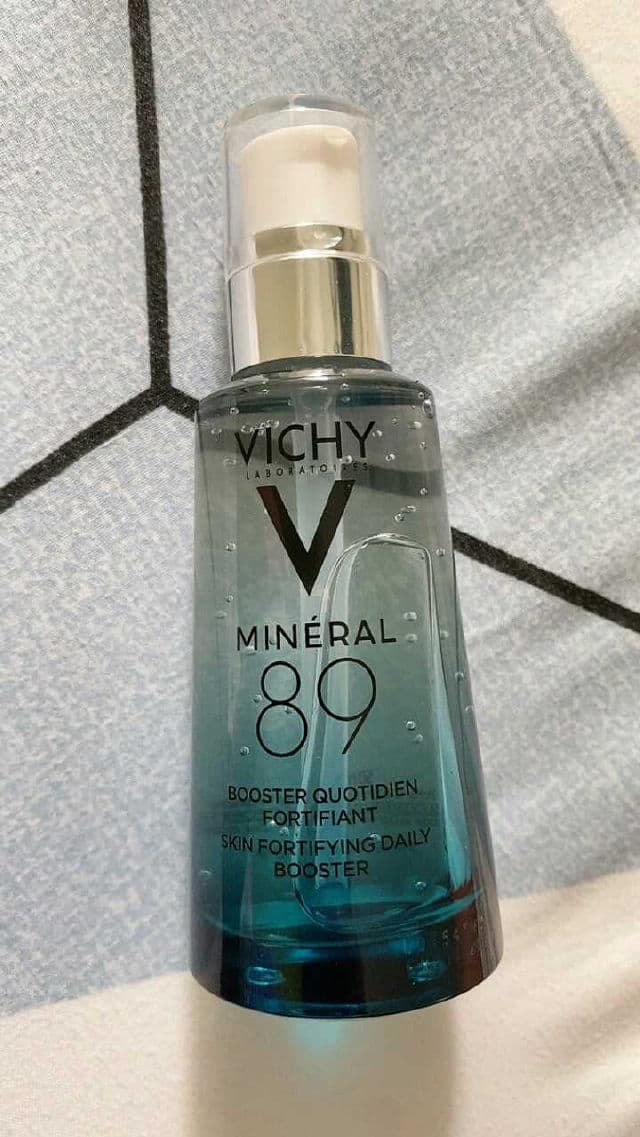 VICHY
LABORATOIRES
V
MINÉRAL
89
BOOSTER QUOTIDIEN
FORTIFIANT
SKIN FORTIFYING DAILY
BOOSTER